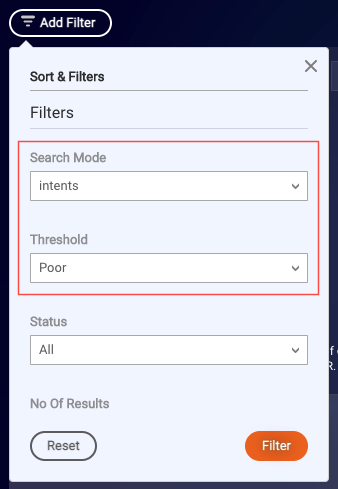 Add Filter
Sort & Filters
Filters
Search Mode
intents
Threshold
Poor
Status
All
No Of Results
Reset
Filter